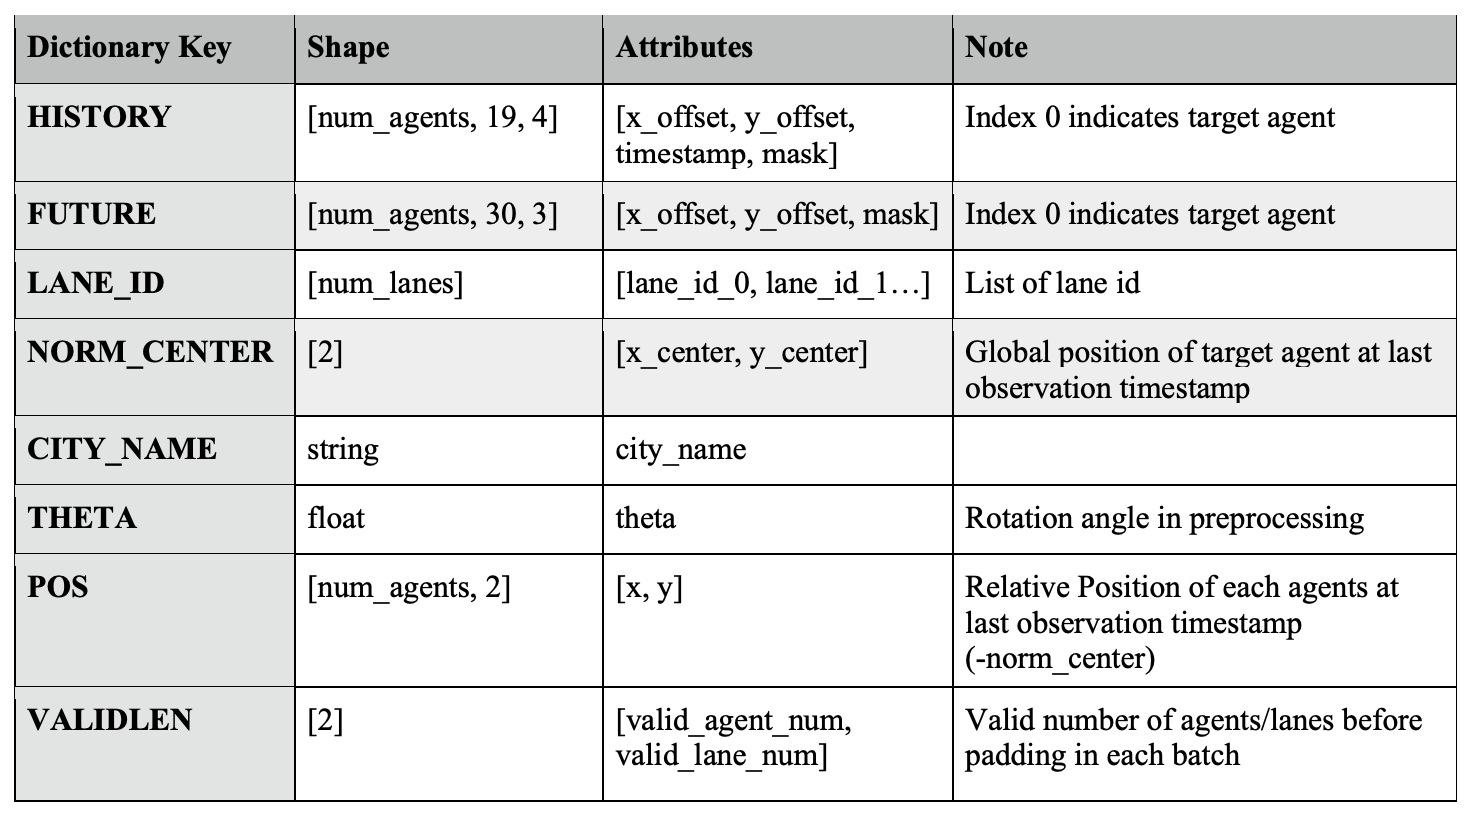 Dictionary Key Shape Attributes Note
HISTORY [num_agents, 19, 4] [x_offset, y_offset, Index 0 indicates target agent
timestamp, mask]
FUTURE [num_agents, 30, 3] [x_offset, y_offset, mask] Index 0 indicates target agent
LANE_ID [num_lanes] [lane_id_0, lane_id_1…] List of lane id
NORM_CENTER [2] [x_center, y_center] Global position of target agent at last
observation timestamp
CITY_NAME string city_name
THETA float theta Rotation angle in preprocessing
POS [num_agents, 2] [x, y] Relative Position of each agents at
last observation timestamp
(-norm_center)
VALIDLEN [2] [valid_agent_num, Valid number of agents/lanes before
valid_lane_num] padding in each batch